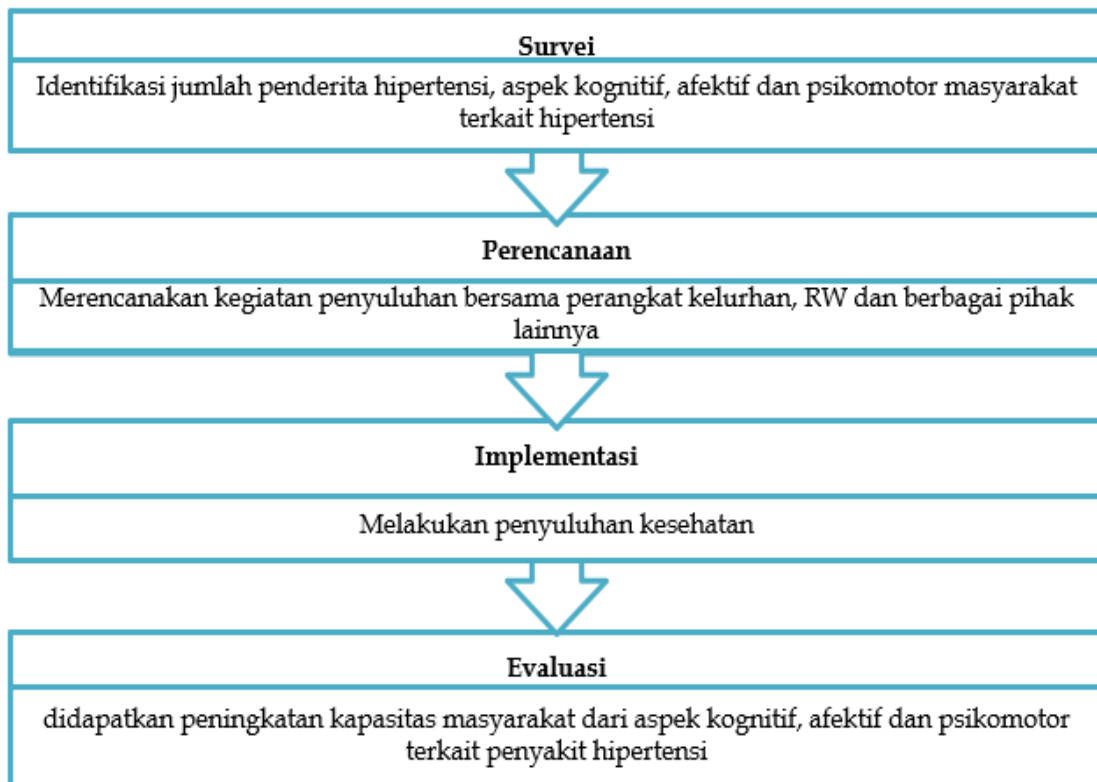 Survei
Identifikasi jumlah penderita hipertensi, aspek kognitif, afektif dan psikomotor masyarakat
terkait hipertensi
Perencanaan
Merencanakan kegiatan penyuluhan bersama perangkat kelurhan, RW dan berbagai pihak
lainnya
Implementasi
Melakukan penyuluhan kesehatan
Evaluasi
didapatkan peningkatan kapasitas masyarakat dari aspek kognitif, afektif dan psikomotor
terkait penyakit hipertensi